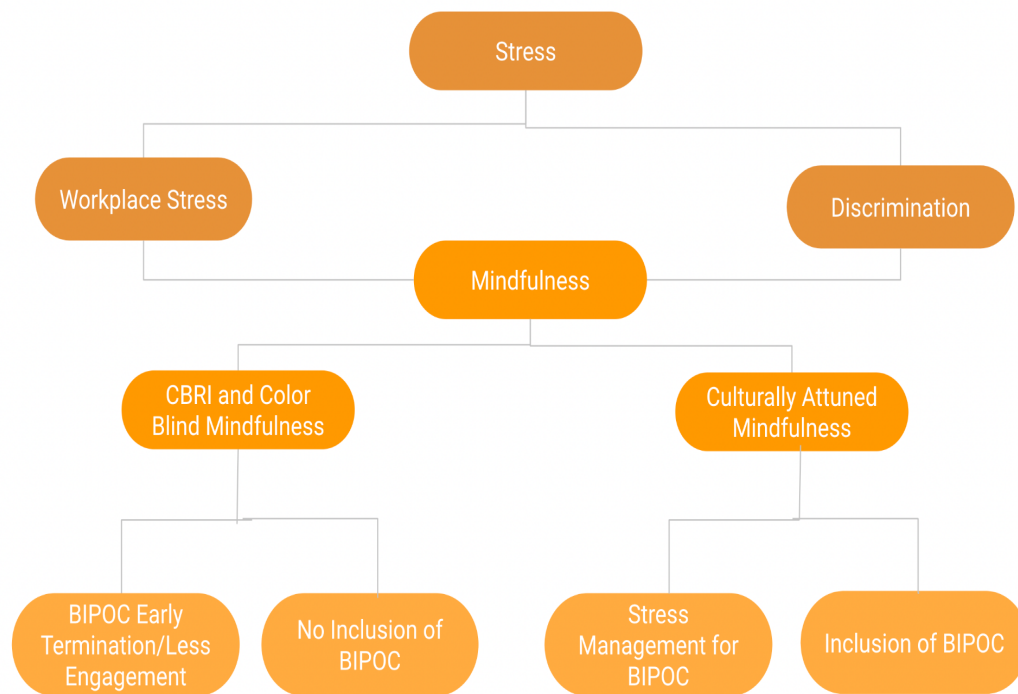 Stress
Workplace Stress
Discrimination
Mindfulness
CBRI and Color
Blind Mindfulness
Culturally Attuned
Mindfulness
BIPOC Early
Termination/Less
Engagement
No Inclusion of
BIPOC
Stress
Management for
BIPOC
Inclusion of BIPOC